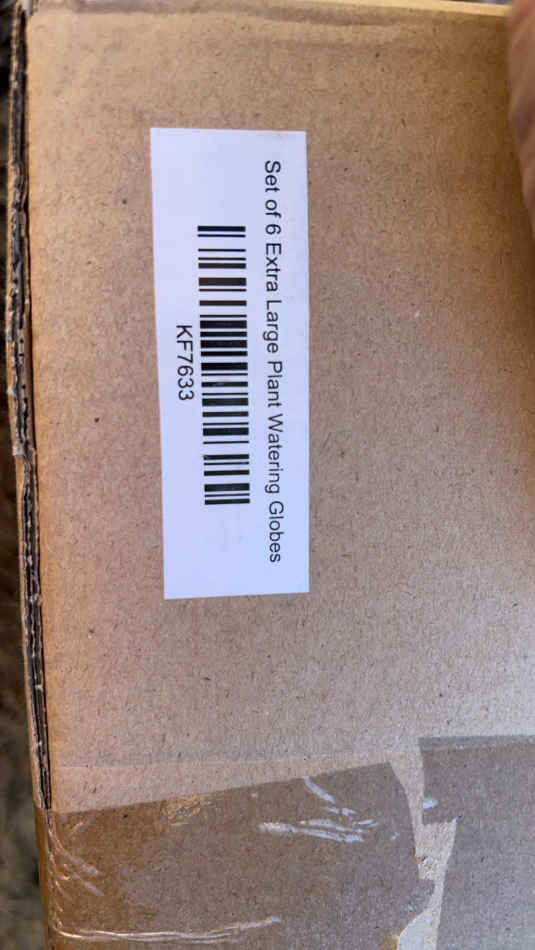 Set of 6 Extra Large Plant Watering Globes
KF7633